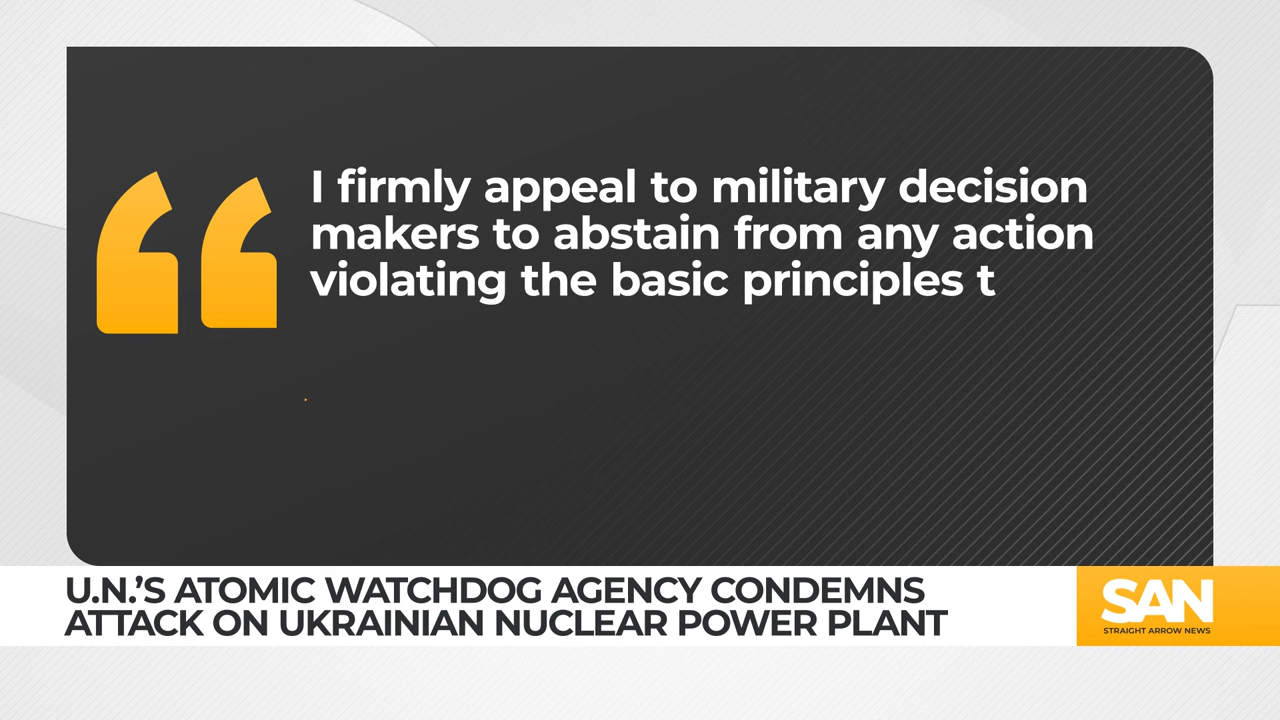 I firmly appeal to military decision
makers to abstain from any action
violating the basic principles t
U.N.'S ATOMIC WATCHDOG AGENCY CONDEMNS
ATTACK ON UKRAINIAN NUCLEAR POWER PLANT
SAN
STRAIGHT ARROW NEWS